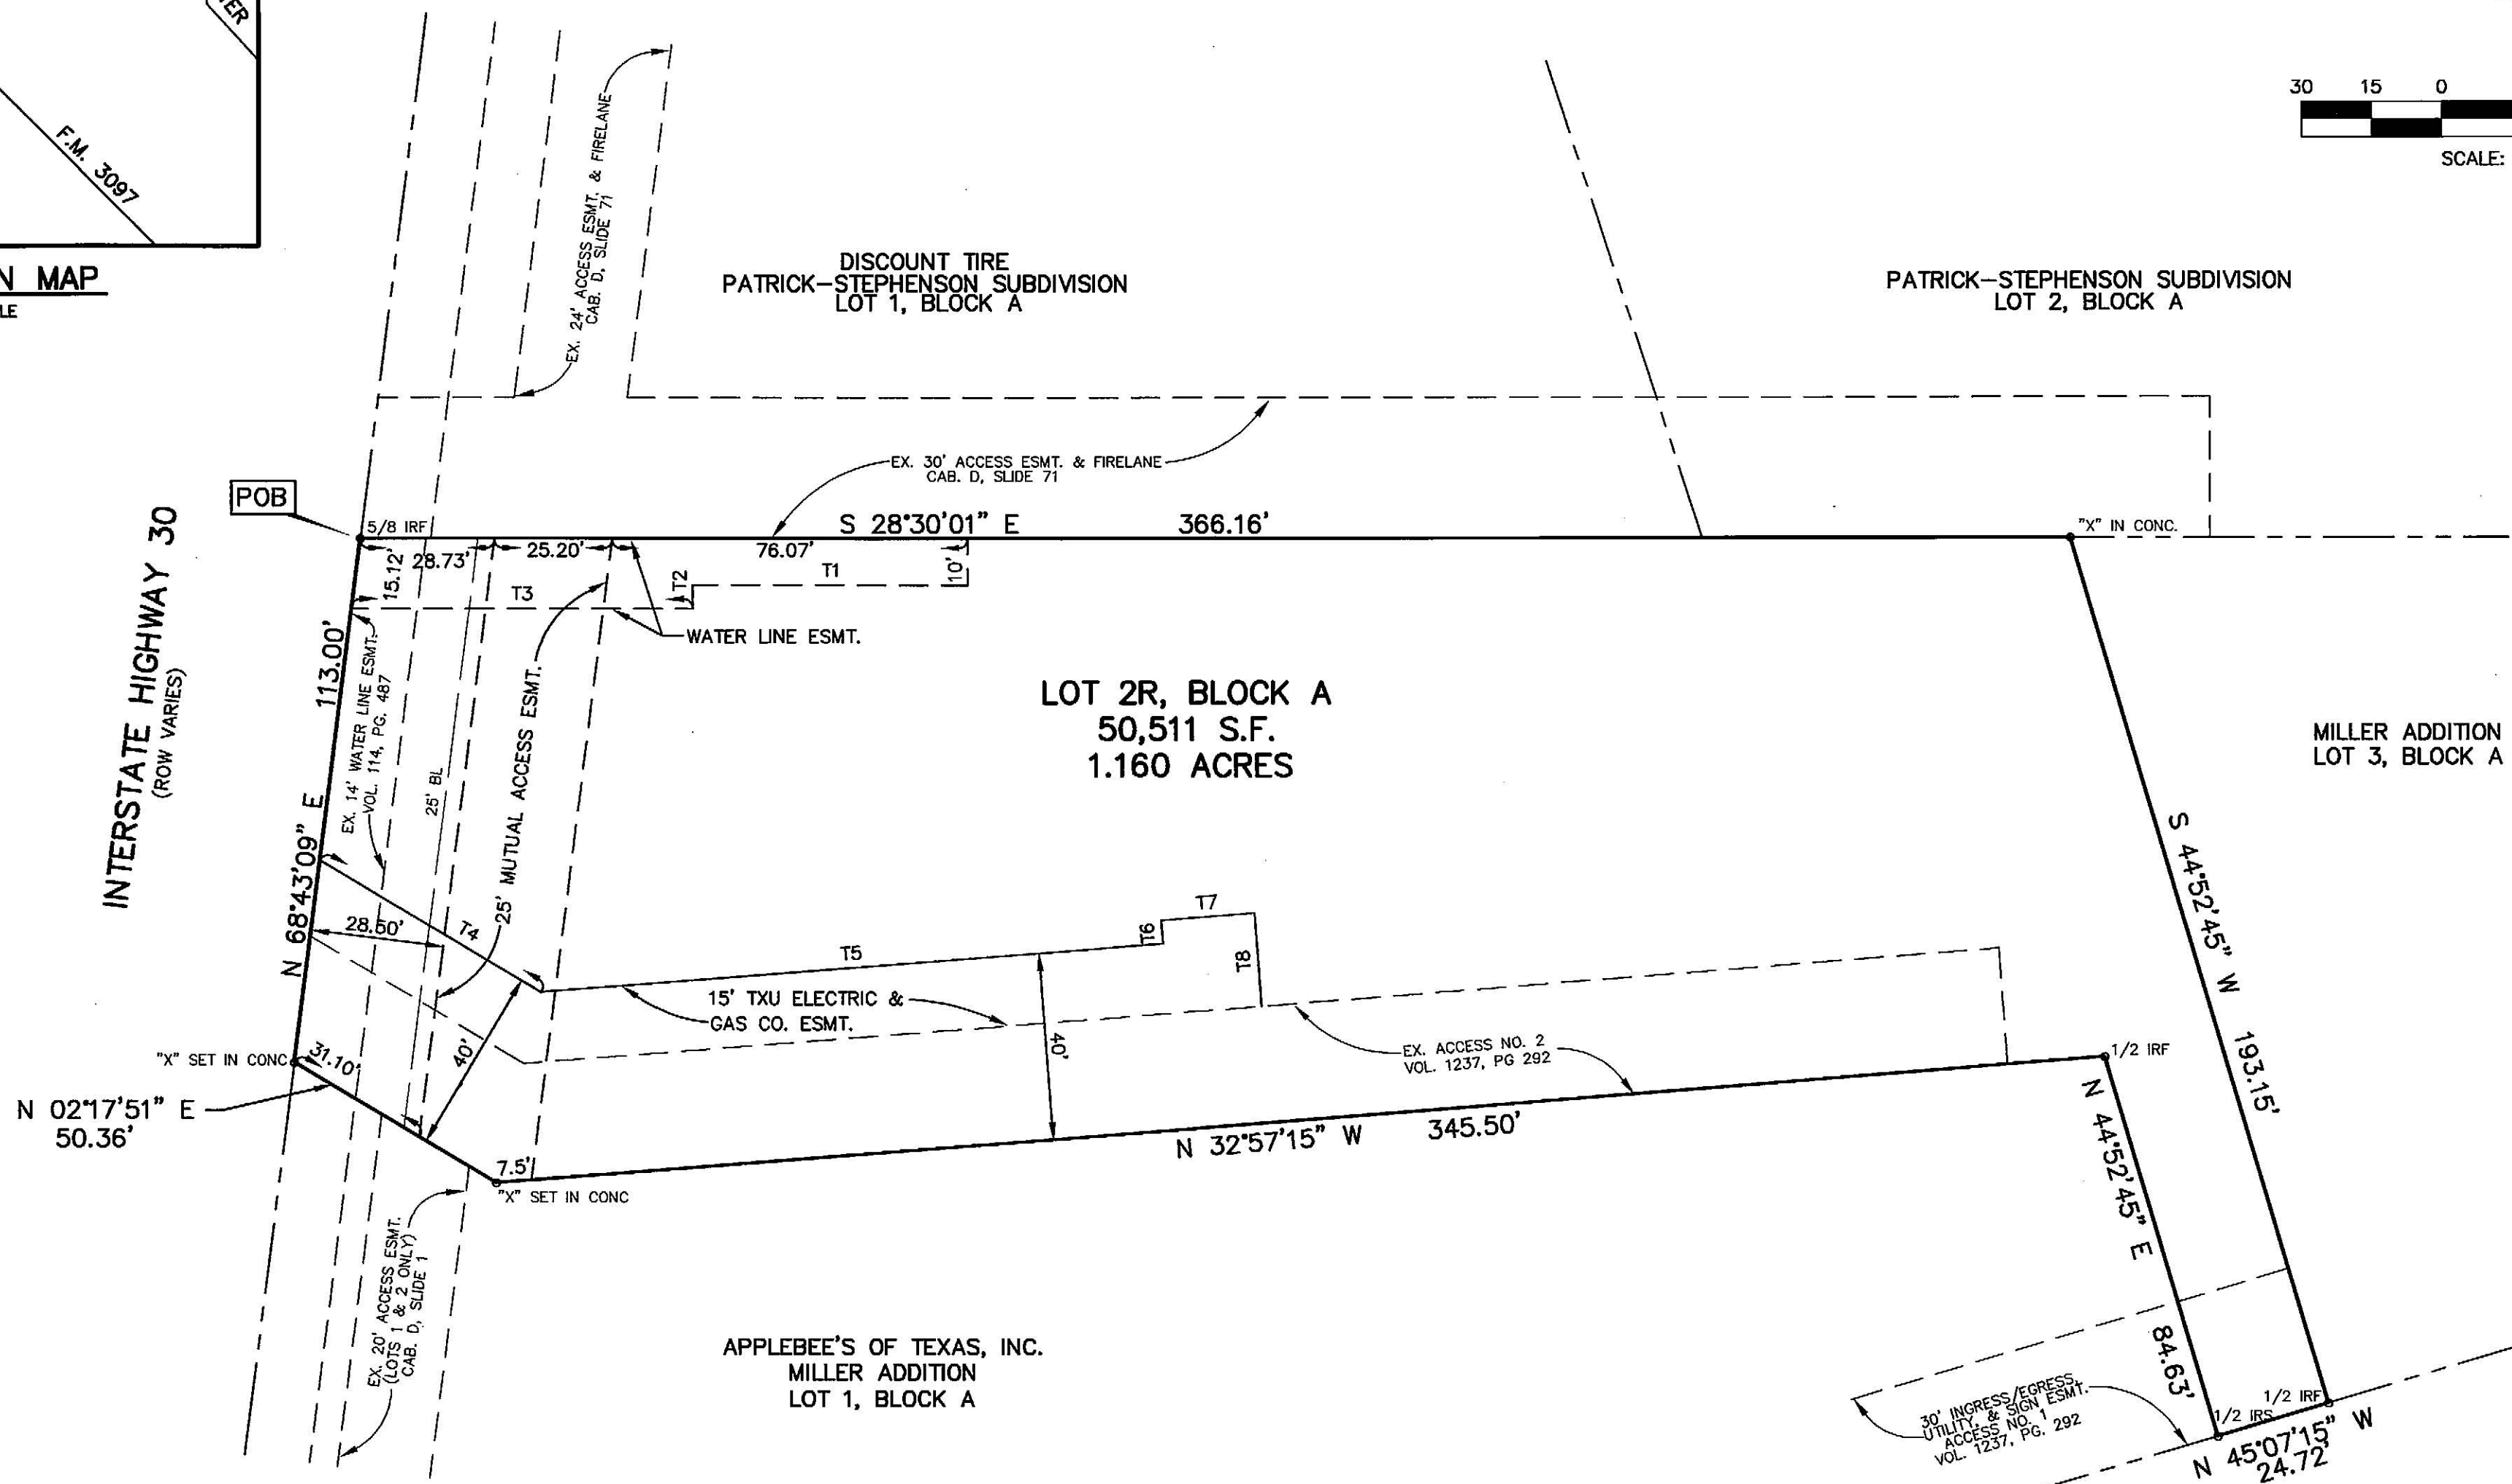 F.M. 3097
N MAP
LE
30 15 0
SCALE:
EX. 24' ACCESS ESMT. & FIRELANE
CAB. D, SLIDE 71
DISCOUNT TIRE
PATRICK-STEPHENSON SUBDIVISION
LOT 1, BLOCK A
PATRICK-STEPHENSON SUBDIVISION
LOT 2, BLOCK A
EX. 30' ACCESS ESMT. & FIRELANE
CAB. D, SLIDE 71
POB
5/8 IRF
S 28°30'01" E 366.16'
"X" IN CONC.
28.73'
25.20'
76.07'
15.12'
T3
T2
T1
10'
WATER LINE ESMT.
INTERSTATE HIGHWAY 30
(ROW VARIES)
N 68°43'09" E 113.00'
EX. 14' WATER LINE ESMT.
VOL. 114, PG. 487
25' BL
25' MUTUAL ACCESS ESMT.
LOT 2R, BLOCK A
50,511 S.F.
1.160 ACRES
MILLER ADDITION
LOT 3, BLOCK A
S 44°52'45" W 193.15'
28.50'
T4
T5
T6
T7
T8
15' TXU ELECTRIC &
GAS CO. ESMT.
40'
40'
EX. ACCESS NO. 2
VOL. 1237, PG 292
1/2 IRF
"X" SET IN CONC
31.10'
N 02°17'51" E
50.36'
7.5'
"X" SET IN CONC
N 32°57'15" W 345.50'
N 44°52'45" E 84.63'
EX. 20' ACCESS ESMT.
(LOTS 1 & 2 ONLY)
CAB. D, SLIDE 1
APPLEBEE'S OF TEXAS, INC.
MILLER ADDITION
LOT 1, BLOCK A
30' INGRESS/EGRESS,
UTILITY, & SIGN ESMT.
ACCESS NO. 1
VOL. 1237, PG. 292
1/2 IRS
1/2 IRF
N 45°07'15" W
24.72'